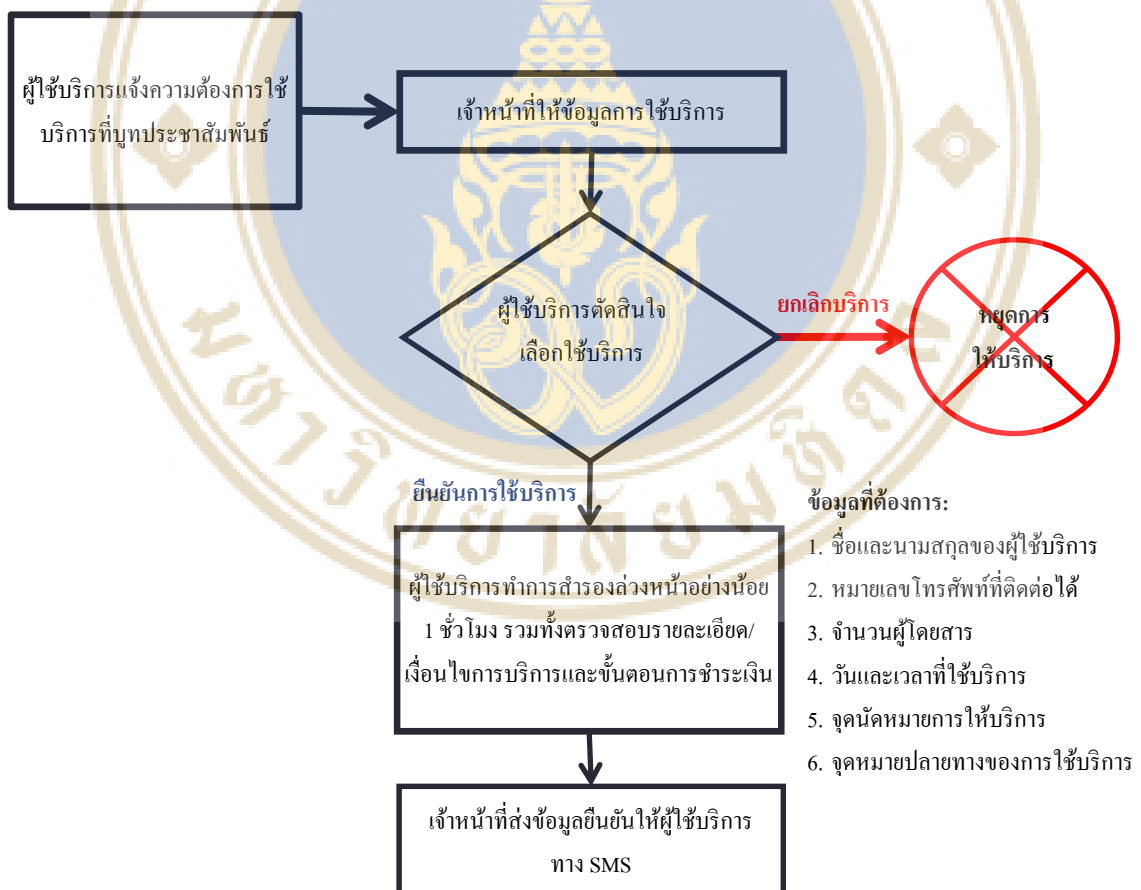 ผู้ใช้บริการแจ้งความต้องการใช้
บริการที่บูทประชาสัมพันธ์
เจ้าหน้าที่ให้ข้อมูลการใช้บริการ
ผู้ใช้บริการตัดสินใจ
เลือกใช้บริการ
ยกเลิกบริการ
หยุดการ
ให้บริการ
ยืนยันการใช้บริการ
ผู้ใช้บริการทำการสำรองล่วงหน้าอย่างน้อย
1 ชั่วโมง รวมทั้งตรวจสอบรายละเอียด/
เงื่อนไขการบริการและขั้นตอนการชำระเงิน
ข้อมูลที่ต้องการ:
1. ชื่อและนามสกุลของผู้ใช้บริการ
2. หมายเลขโทรศัพท์ที่ติดต่อได้
3. จำนวนผู้โดยสาร
4. วันและเวลาที่ใช้บริการ
5. จุดนัดหมายการให้บริการ
6. จุดหมายปลายทางของการใช้บริการ
เจ้าหน้าที่ส่งข้อมูลยืนยันให้ผู้ใช้บริการ
ทาง SMS
มหาวิทยาลัยมหิดล